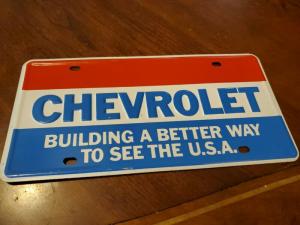 CHEVROLET
BUILDING A BETTER WAY
TO SEE THE U.S.A.